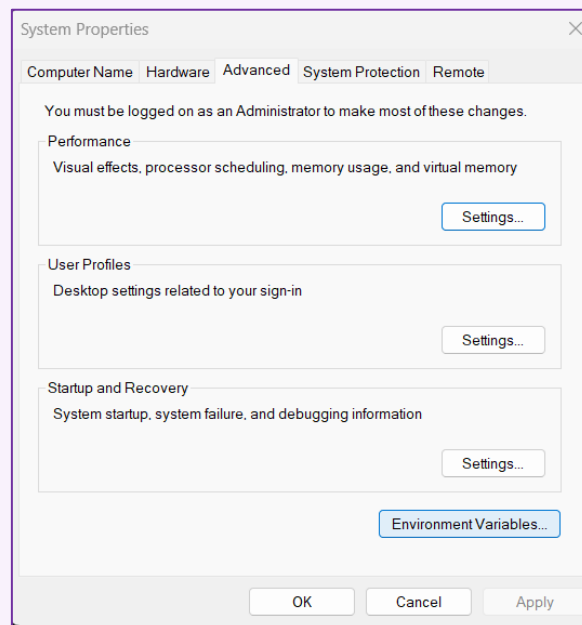 System Properties
Computer Name Hardware Advanced System Protection Remote
You must be logged on as an Administrator to make most of these changes.
Performance
Visual effects, processor scheduling, memory usage, and virtual memory
Settings...
User Profiles
Desktop settings related to your sign-in
Settings...
Startup and Recovery
System startup, system failure, and debugging information
Settings...
Environment Variables...
OK Cancel Apply